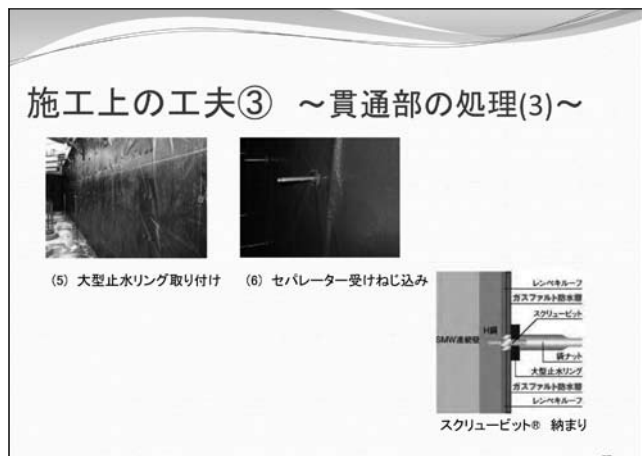 施工上の工夫③ ～貫通部の処理(3)～
(5) 大型止水リング取り付け
(6) セパレーター受けねじ込み
レンペキルーフ
ガスファルト防水層
スクリュービット
H鋼
SMW連続壁
鋼ナット
大型止水リング
ガスファルト防水層
レンペキルーフ
スクリュービット® 納まり